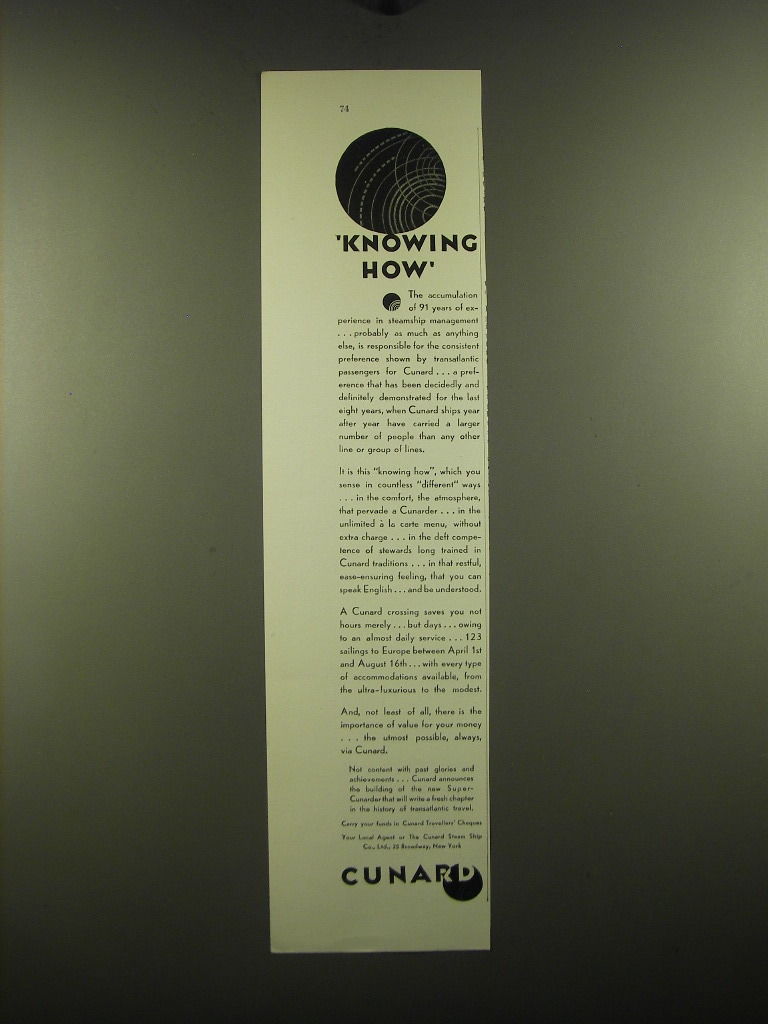 74
'KNOWING
HOW'
The accumulation
of 91 years of ex-
perience in steamship management
. . . probably as much as anything
else, is responsible for the consistent
preference shown by transatlantic
passengers for Cunard . . . a pref-
erence that has been decidedly and
definitely demonstrated for the last
eight years, when Cunard ships year
after year have carried a larger
number of people than any other
line or group of lines.
It is this "knowing how", which you
sense in countless "different" ways
. . . in the comfort, the atmosphere,
that pervade a Cunarder . . . in the
unlimited à la carte menu, without
extra charge . . . in the deft compe-
tence of stewards long trained in
Cunard traditions . . . in that restful,
ease-ensuring feeling, that you can
speak English . . . and be understood.
A Cunard crossing saves you not
hours merely . . . but days . . . owing
to an almost daily service . . . 123
sailings to Europe between April 1st
and August 16th . . . with every type
of accommodations available, from
the ultra-luxurious to the modest.
And, not least of all, there is the
importance of value for your money
. . . the utmost possible, always,
via Cunard.
Not content with past glories and
achievements . . . Cunard announces
the building of the new Super-
Cunarder that will write a fresh chapter
in the history of transatlantic travel.
Carry your funds in Cunard Travellers' Cheques
Your Local Agent or The Cunard Steam Ship
Co., Ltd., 25 Broadway, New York
CUNARD